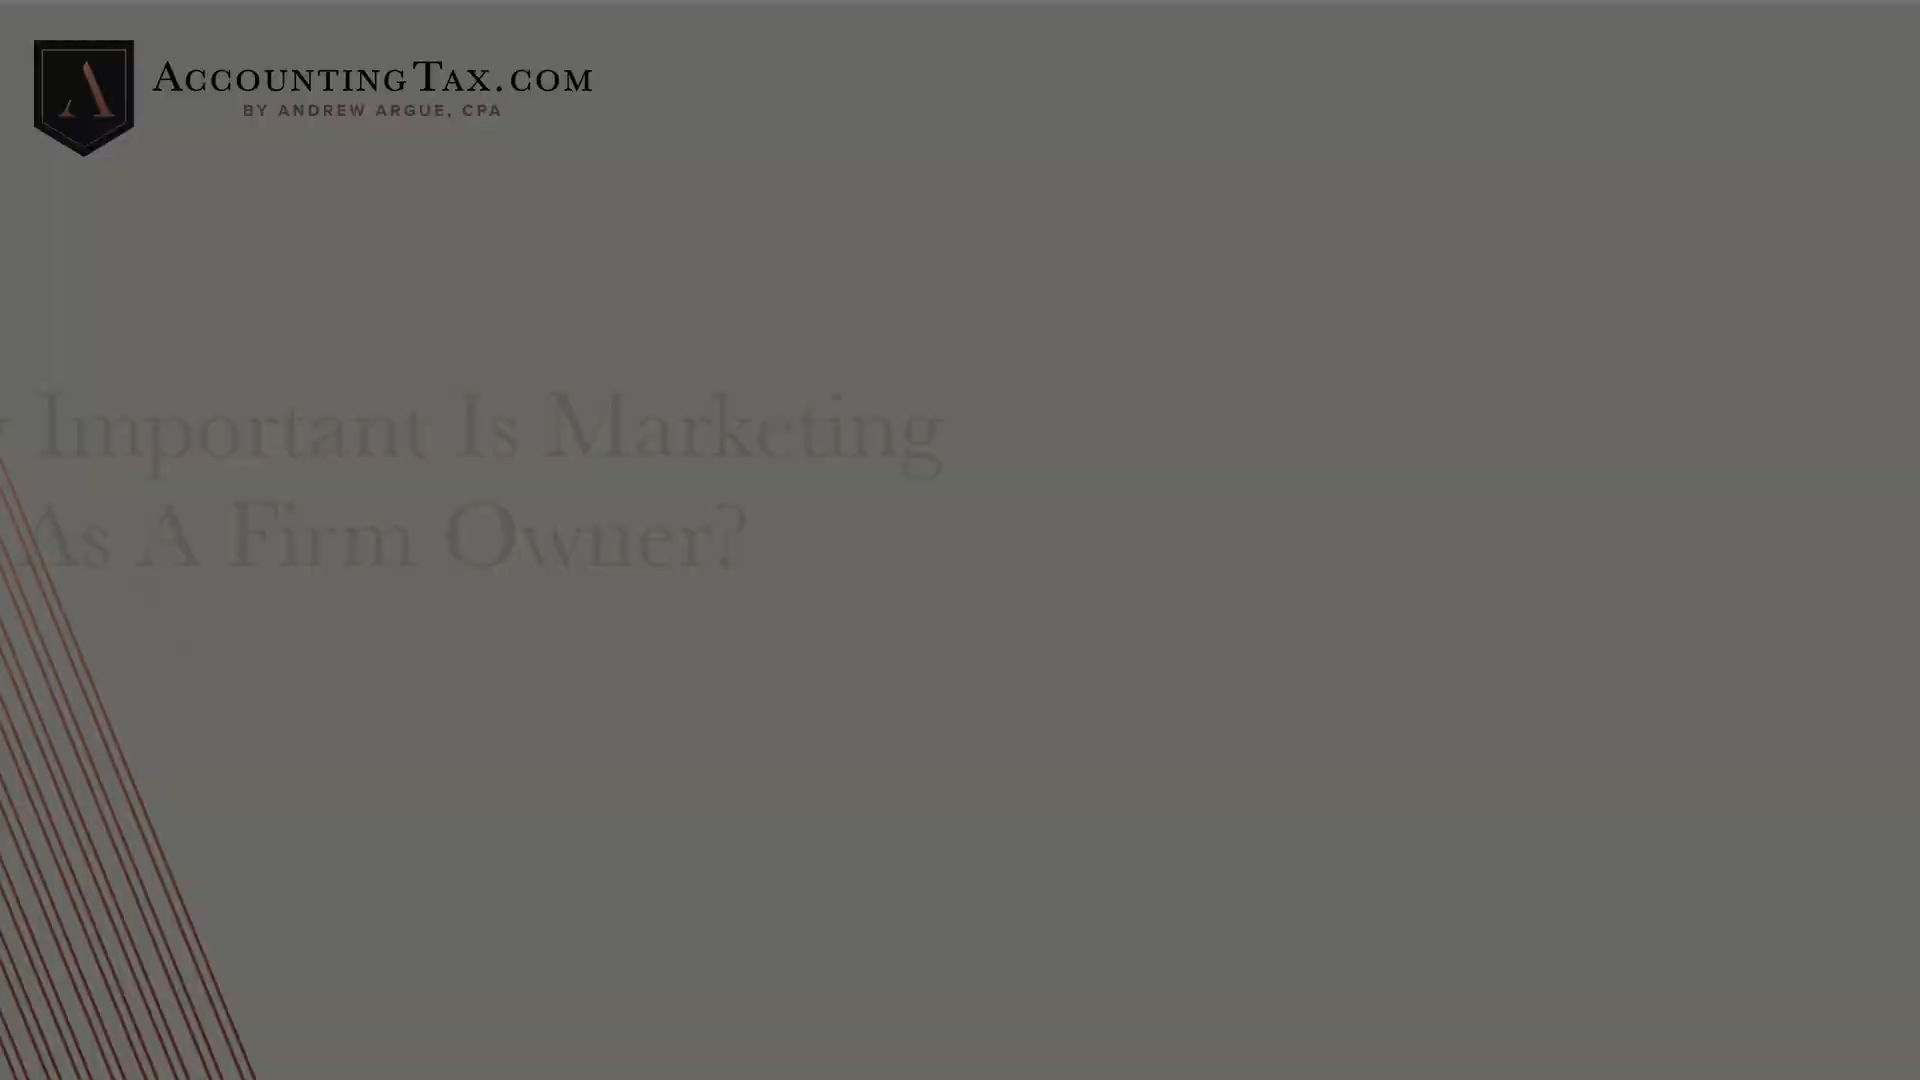 ACCOUNTINGTAX.COM
BY ANDREW ARGUE, CPA
Important Is Marketing
As A Firm Owner?